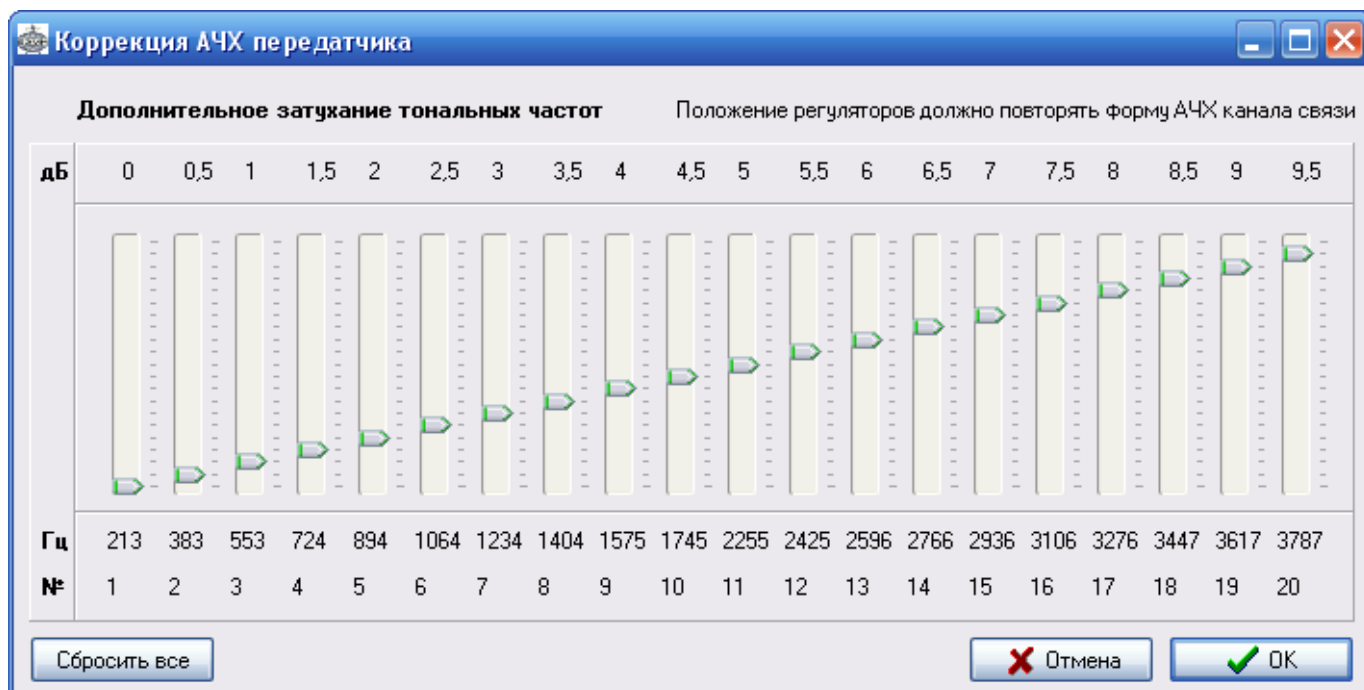 Коррекция АЧХ передатчика
Дополнительное затухание тональных частот Положение регуляторов должно повторять форму АЧХ канала связи
дБ 0 0,5 1 1,5 2 2,5 3 3,5 4 4,5 5 5,5 6 6,5 7 7,5 8 8,5 9 9,5
Гц 213 383 553 724 894 1064 1234 1404 1575 1745 2255 2425 2596 2766 2936 3106 3276 3447 3617 3787
№ 1 2 3 4 5 6 7 8 9 10 11 12 13 14 15 16 17 18 19 20
Сбросить все Отмена OK